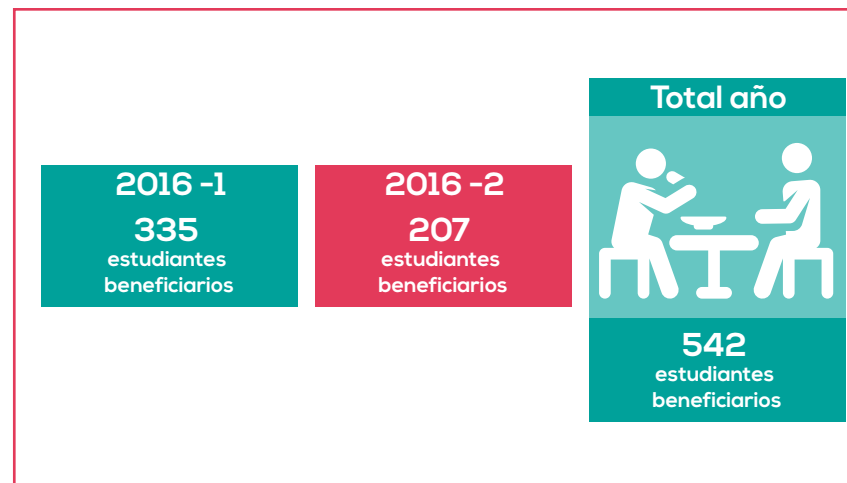 2016 -1
335
estudiantes
beneficiarios
2016 -2
207
estudiantes
beneficiarios
Total año
542
estudiantes
beneficiarios